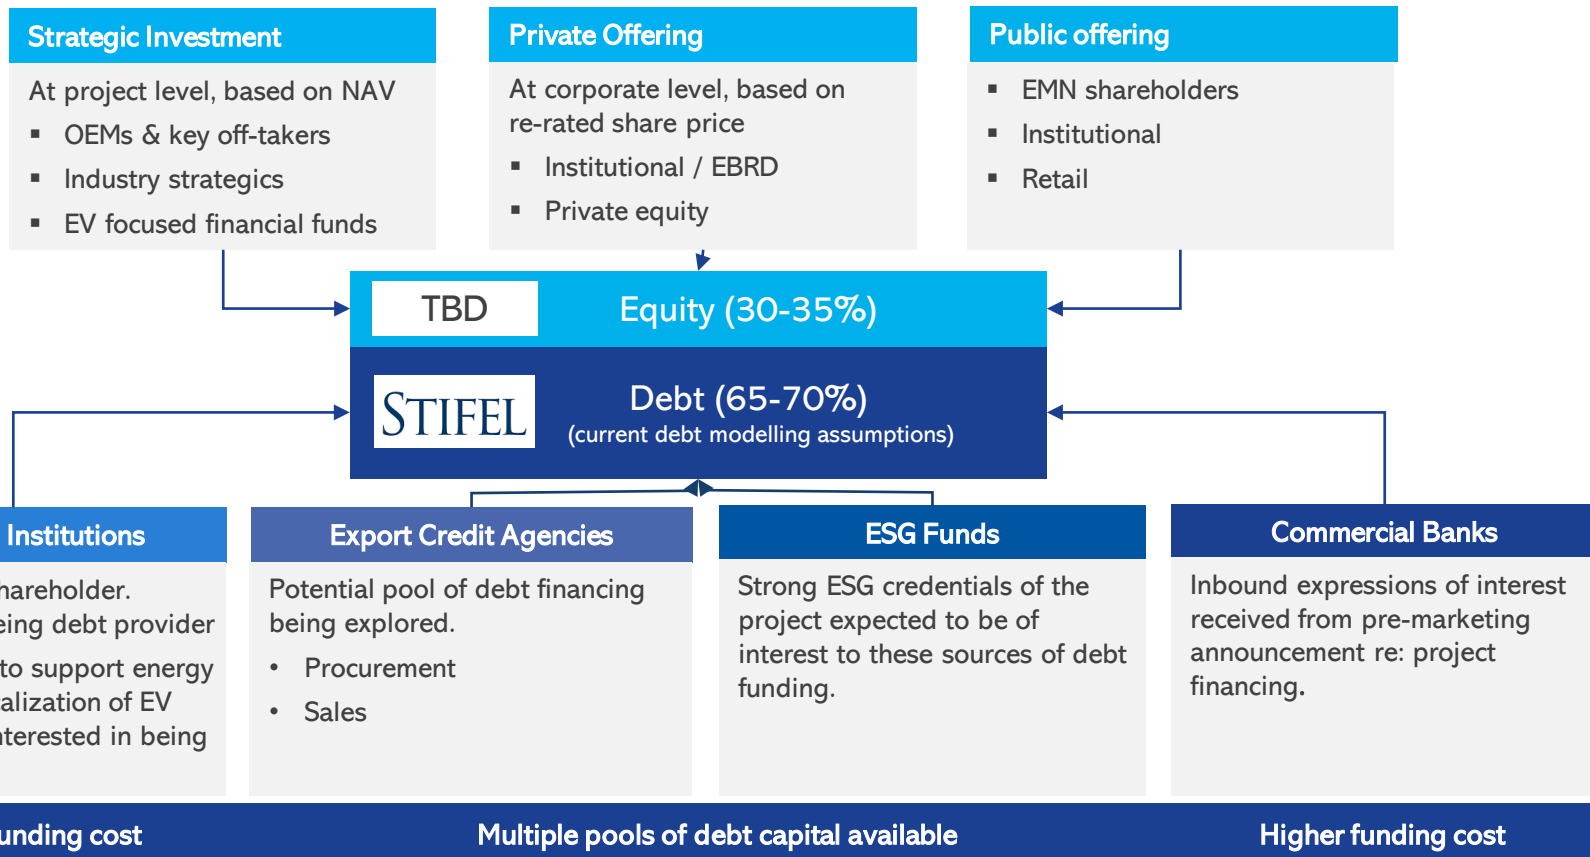 Strategic Investment
At project level, based on NAV
▪ OEMs & key off-takers
▪ Industry strategics
▪ EV focused financial funds
Private Offering
At corporate level, based on
re-rated share price
▪ Institutional / EBRD
▪ Private equity
Public offering
▪ EMN shareholders
▪ Institutional
▪ Retail
TBD
Equity (30-35%)
STIFEL
Debt (65-70%)
(current debt modelling assumptions)
Institutions
hareholder.
eing debt provider
to support energy
alization of EV
nterested in being
Export Credit Agencies
Potential pool of debt financing
being explored.
• Procurement
• Sales
ESG Funds
Strong ESG credentials of the
project expected to be of
interest to these sources of debt
funding.
Commercial Banks
Inbound expressions of interest
received from pre-marketing
announcement re: project
financing.
unding cost
Multiple pools of debt capital available
Higher funding cost